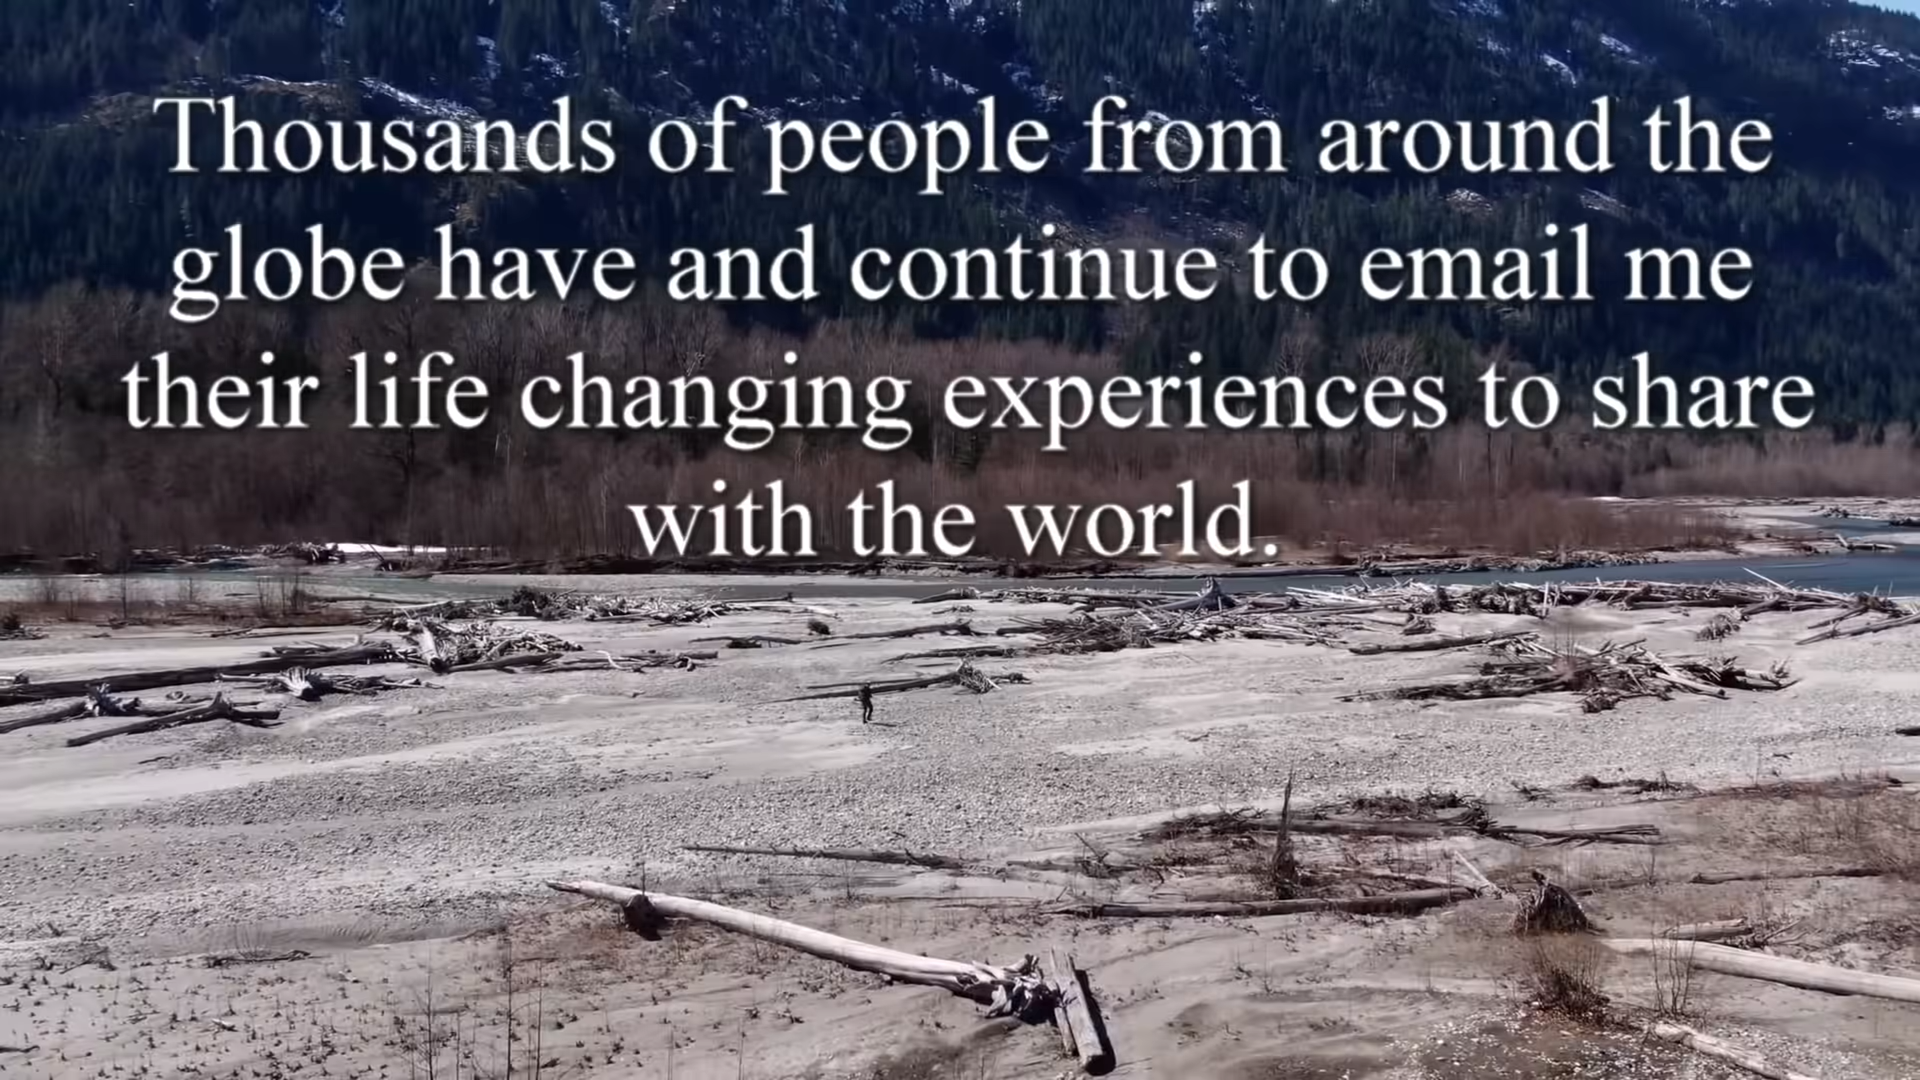 Thousands of people from around the
globe have and continue to email me
their life changing experiences to share
with the world.